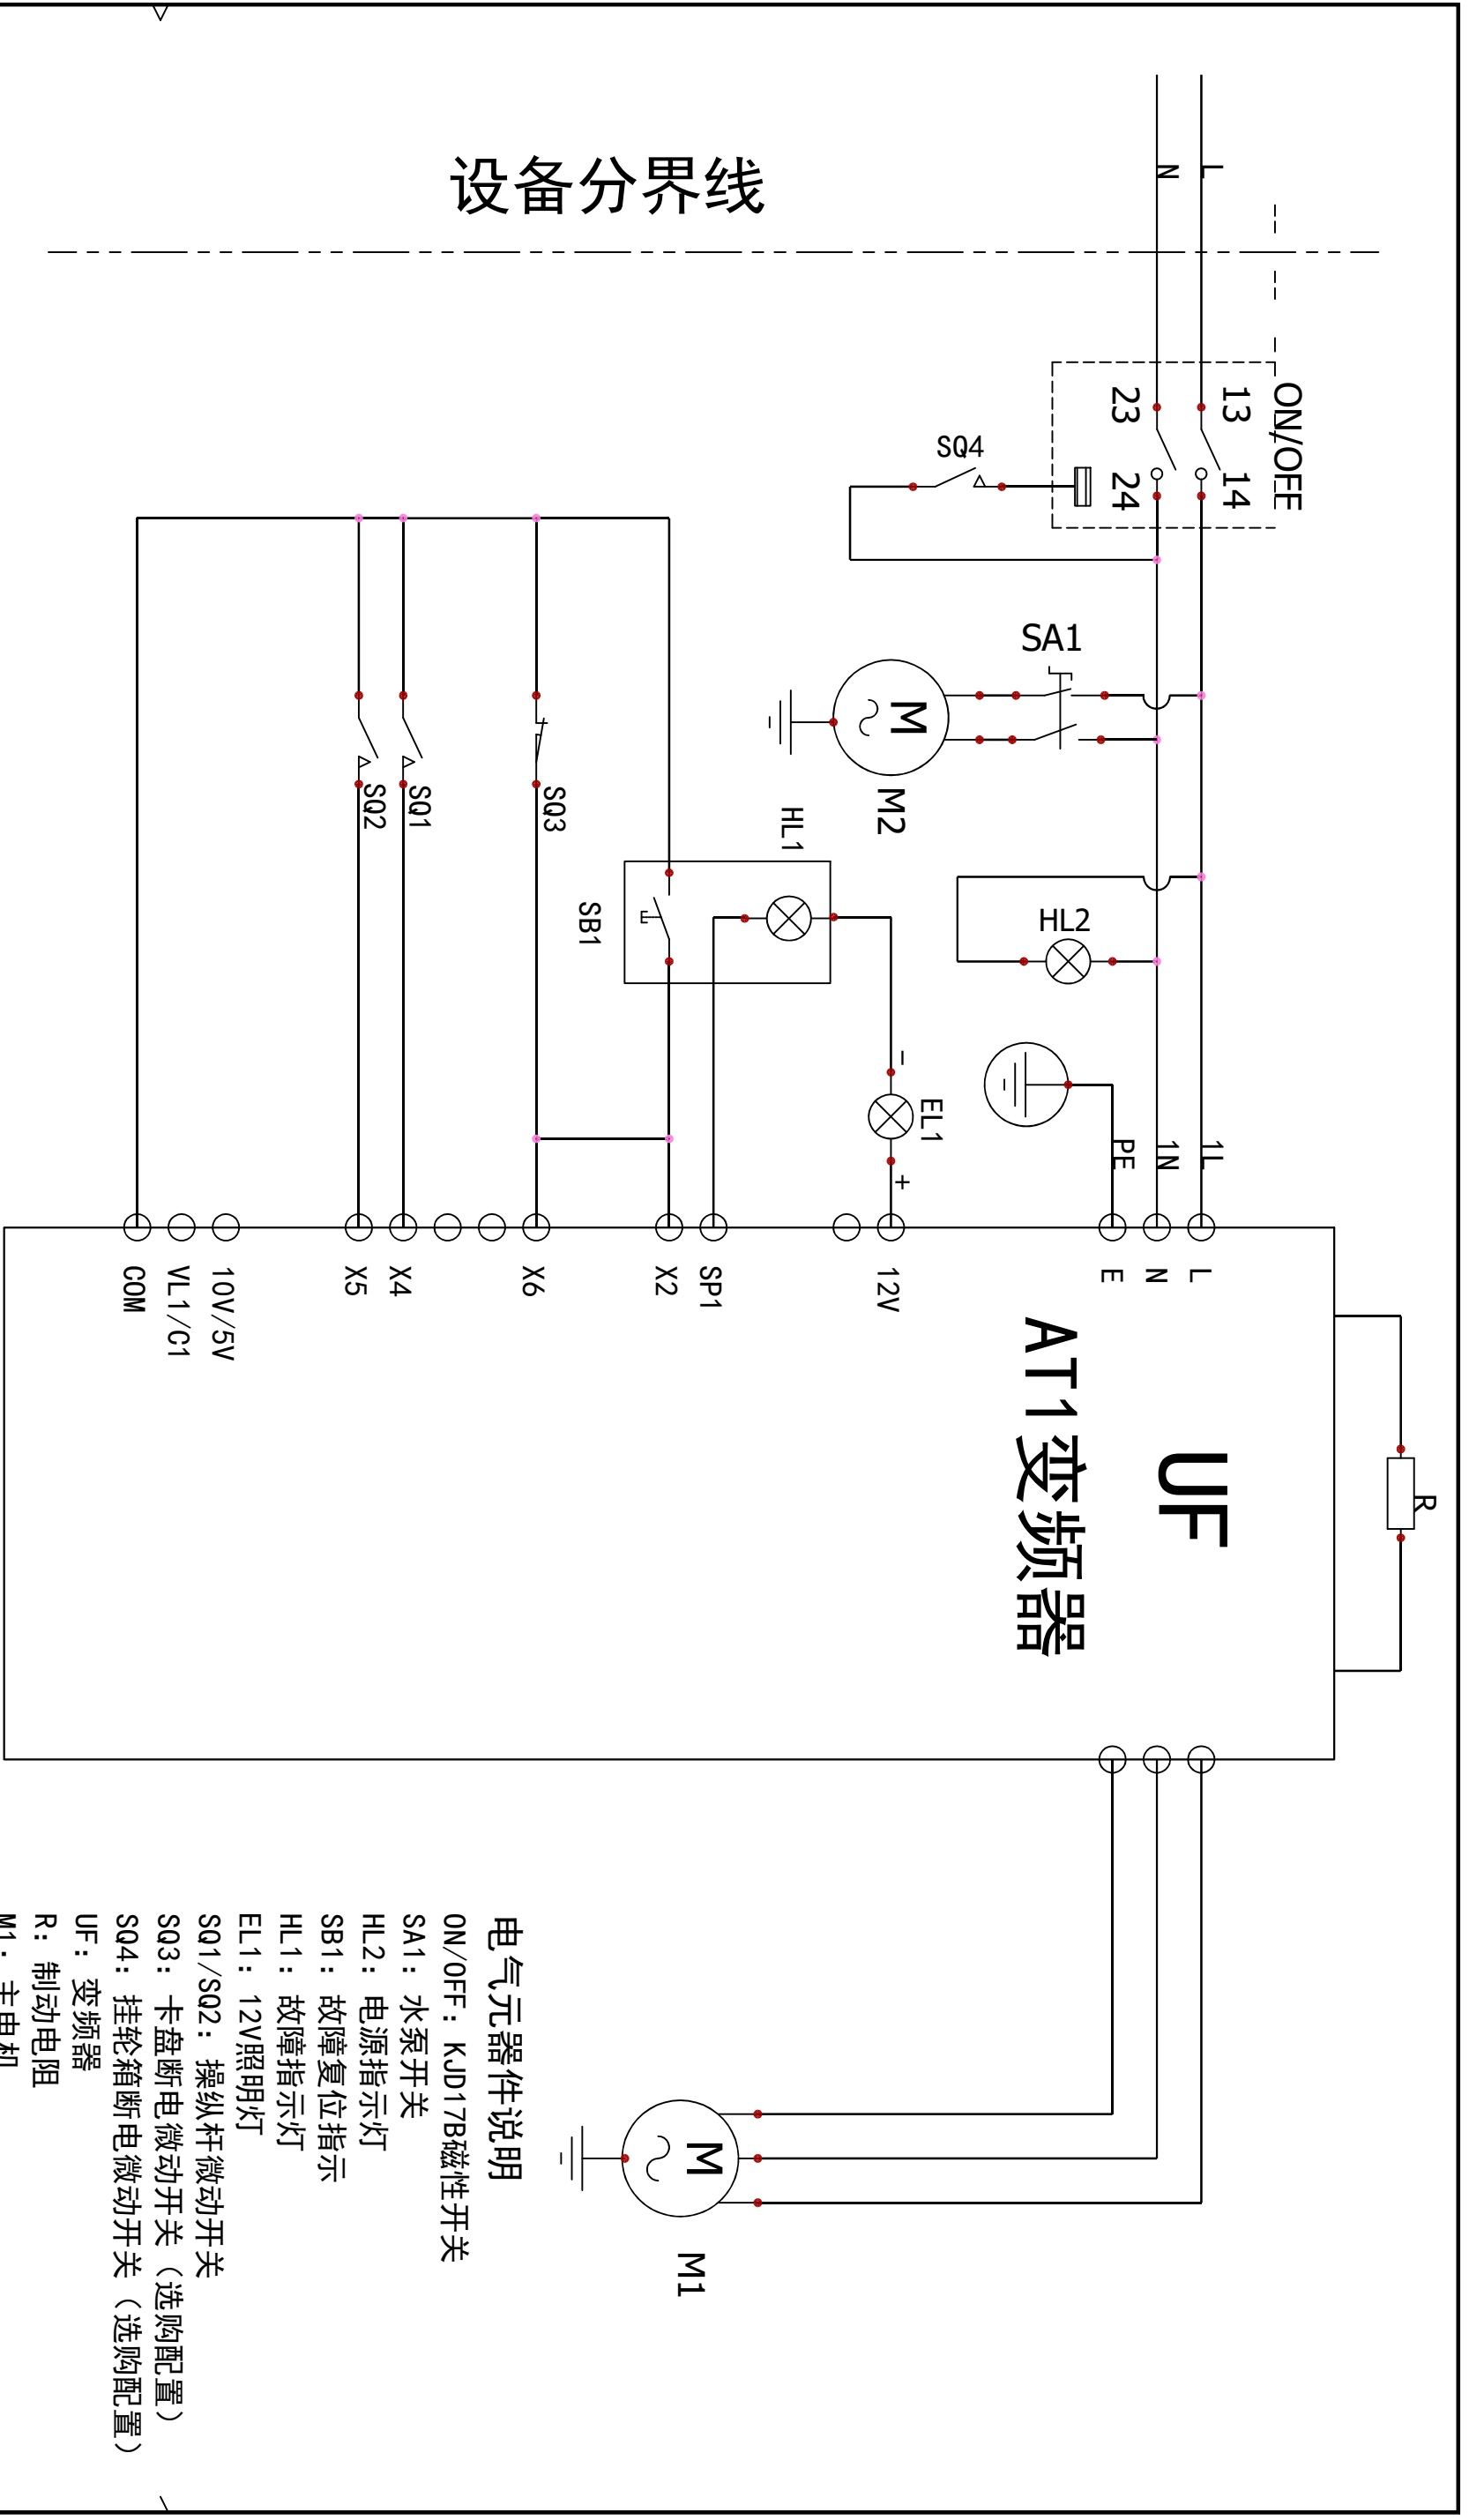 设备分界线
L
N
ON/OFF
13
14
23
24
SQ4
SA1
M
M2
HL1
HL2
SQ3
SQ1
SQ2
SB1
-
EL1
+
1L
1N
PE
L
N
E
12V
SP1
X2
X6
X4
X5
10V/5V
VL1/C1
COM
UF
AT1变频器
R
M
M1
电气元器件说明
ON/OFF: KJD17B磁性开关
SA1: 水泵开关
HL2: 电源指示灯
SB1: 故障复位指示
HL1: 故障指示灯
EL1: 12V照明灯
SQ1/SQ2: 操纵杆微动开关
SQ3: 卡盘断电微动开关（选购配置）
SQ4: 挂轮箱断电微动开关（选购配置）
UF: 变频器
R: 制动电阻
M1: 主电机